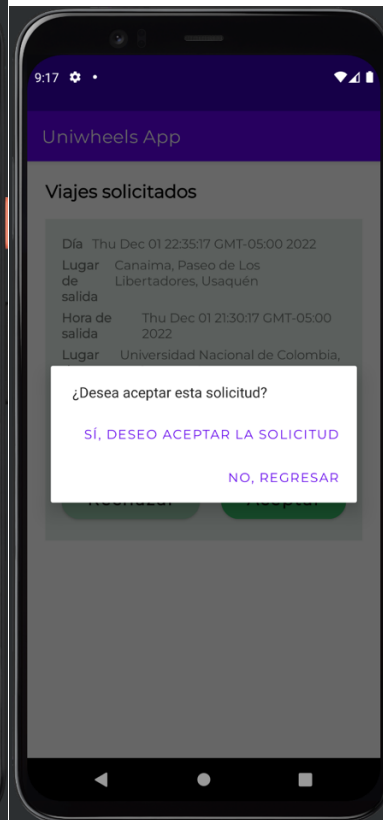 9:17
Uniwheels App
Viajes solicitados
Día Thu Dec 01 22:35:17 GMT-05:00 2022
Lugar de salida Canaima, Paseo de Los Libertadores, Usaquén
Hora de salida Thu Dec 01 21:30:17 GMT-05:00 2022
Lugar Universidad Nacional de Colombia,
¿Desea aceptar esta solicitud?
SÍ, DESEO ACEPTAR LA SOLICITUD
NO, REGRESAR
Rechazar Aceptar